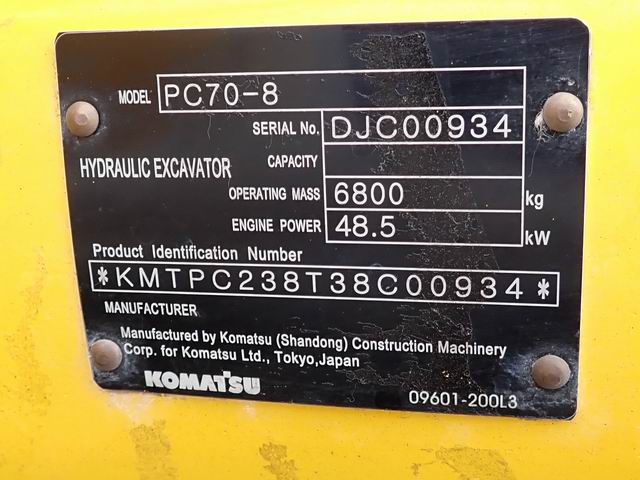 MODEL PC70-8
SERIAL No. DJC00934
HYDRAULIC EXCAVATOR
CAPACITY
OPERATING MASS 6800 kg
ENGINE POWER 48.5 kW
Product Identification Number
*KMTPC238T38C00934*
MANUFACTURER
Manufactured by Komatsu (Shandong) Construction Machinery
Corp. for Komatsu Ltd., Tokyo,Japan
KOMATSU
09601-200L3